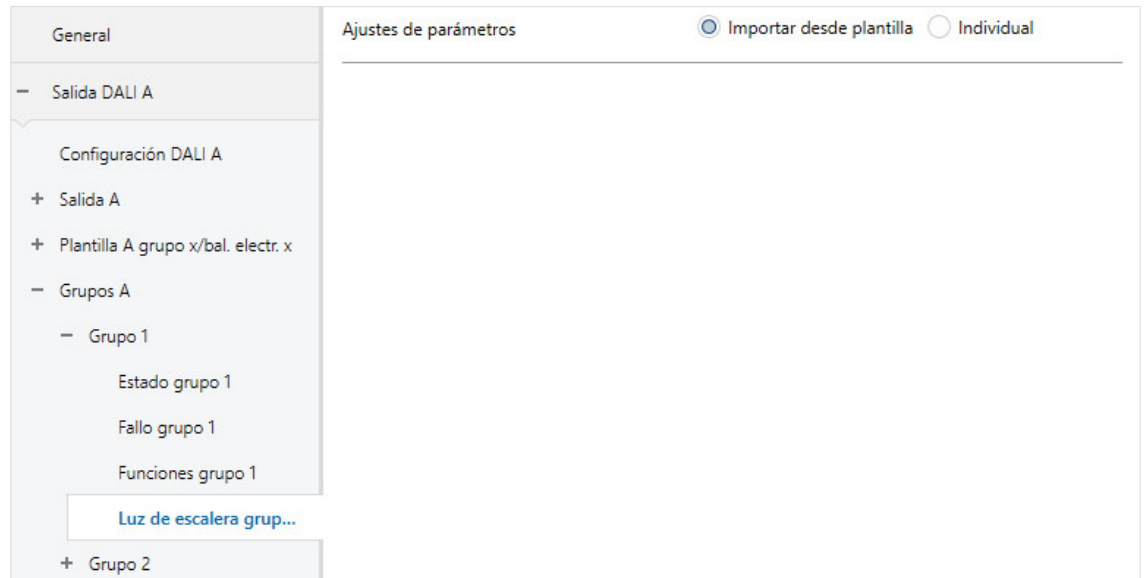 General
Ajustes de parámetros
Importar desde plantilla
Individual
Salida DALI A
Configuración DALI A
Salida A
Plantilla A grupo x/bal. electr. x
Grupos A
Grupo 1
Estado grupo 1
Fallo grupo 1
Funciones grupo 1
Luz de escalera grup...
Grupo 2